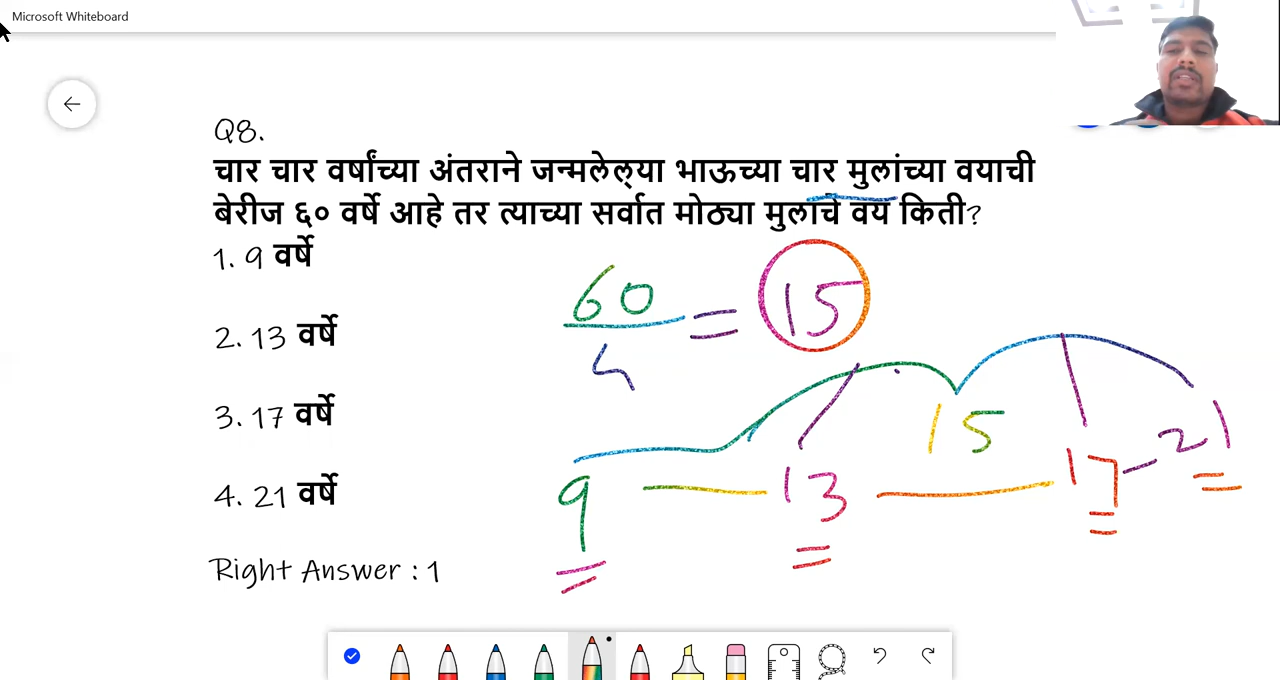 Microsoft Whiteboard
Q8.
चार चार वर्षांच्या अंतराने जन्मलेल्या भाऊच्या चार मुलांच्या वयाची
बेरीज ६० वर्षे आहे तर त्याच्या सर्वात मोठ्या मुलाचे वय किती?
1. 9 वर्षे
2. 13 वर्षे
3. 17 वर्षे
4. 21 वर्षे
Right Answer : 1
60
4
= 15
15
9 — 13 — 17 - 21